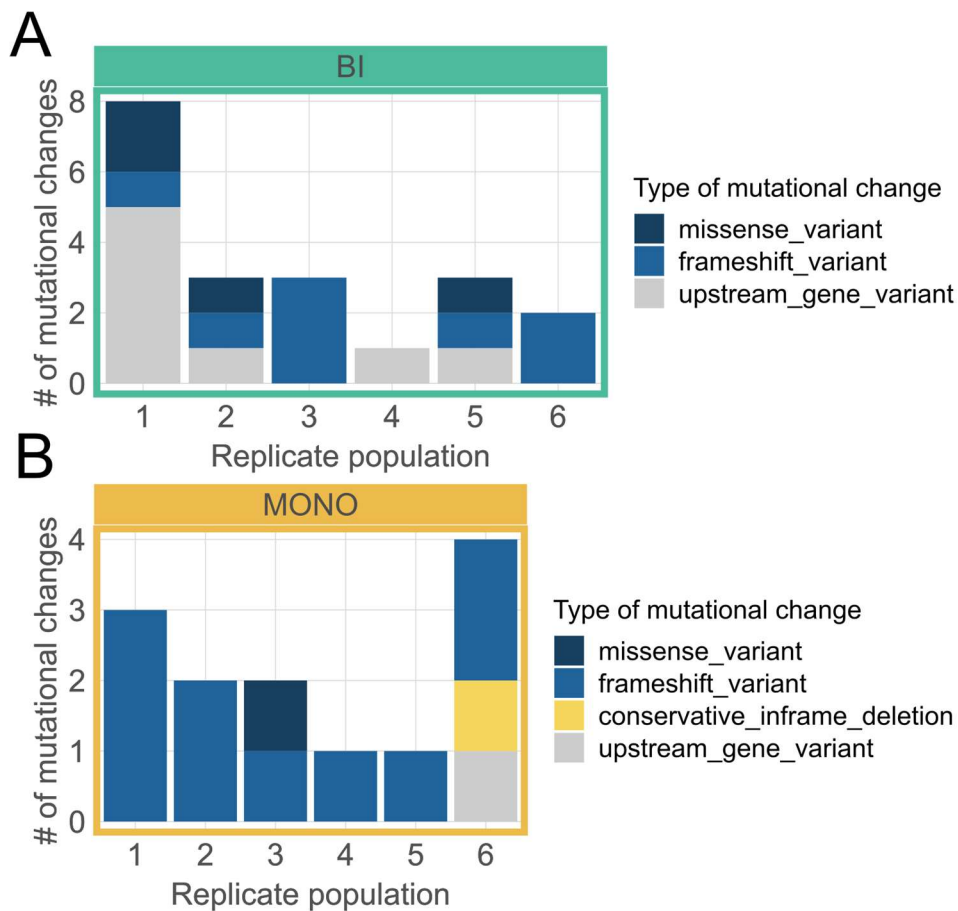 A
BI
# of mutational changes
8
6
4
2
0
1 2 3 4 5 6
Replicate population
Type of mutational change
missense_variant
frameshift_variant
upstream_gene_variant
B
MONO
# of mutational changes
4
3
2
1
0
1 2 3 4 5 6
Replicate population
Type of mutational change
missense_variant
frameshift_variant
conservative_inframe_deletion
upstream_gene_variant